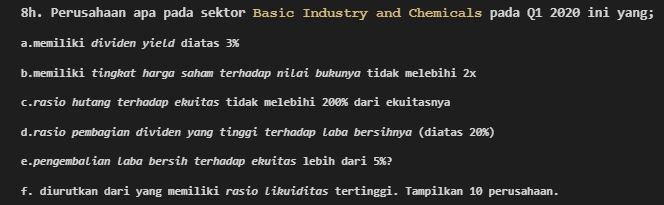 8h. Perusahaan apa pada sektor Basic Industry and Chemicals pada Q1 2020 ini yang;
a.memiliki dividen yield diatas 3%
b.memiliki tingkat harga saham terhadap nilai bukunya tidak melebihi 2x
c.rasio hutang terhadap ekuitas tidak melebihi 200% dari ekuitasnya
d.rasio pembagian dividen yang tinggi terhadap laba bersihnya (diatas 20%)
e.pengembalian laba bersih terhadap ekuitas lebih dari 5%?
f. diurutkan dari yang memiliki rasio likuiditas tertinggi. Tampilkan 10 perusahaan.